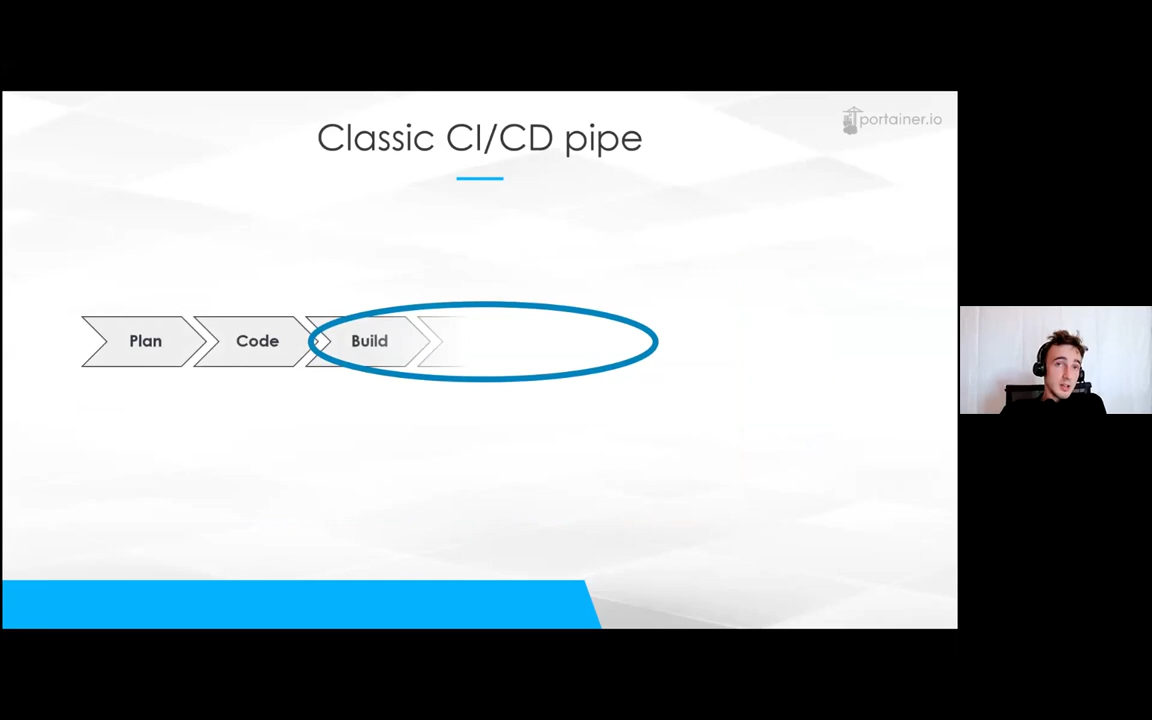 portainer.io
Classic CI/CD pipe
Plan
Code
Build